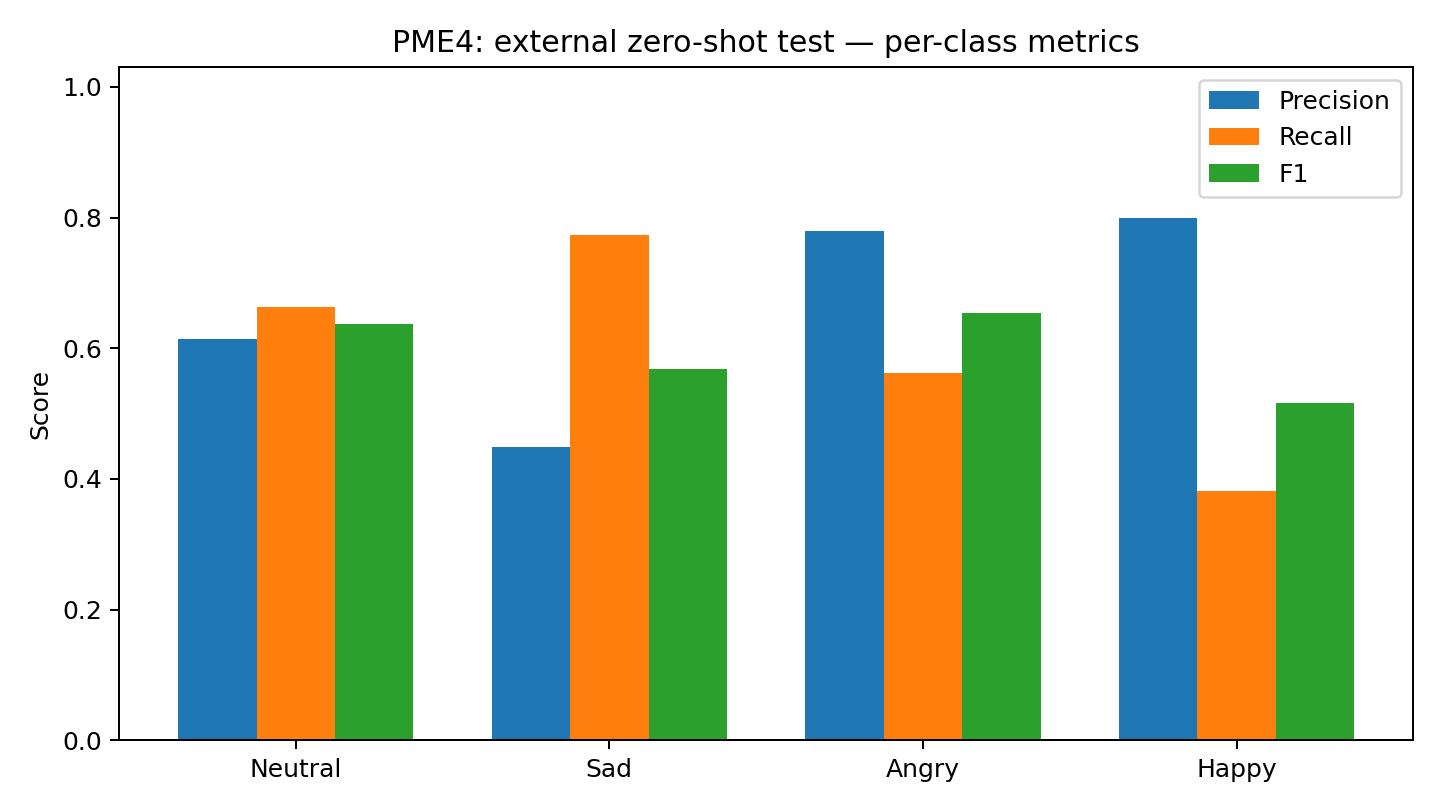 PME4: external zero-shot test — per-class metrics
Precision
Recall
F1
Score
1.0
0.8
0.6
0.4
0.2
0.0
Neutral
Sad
Angry
Happy